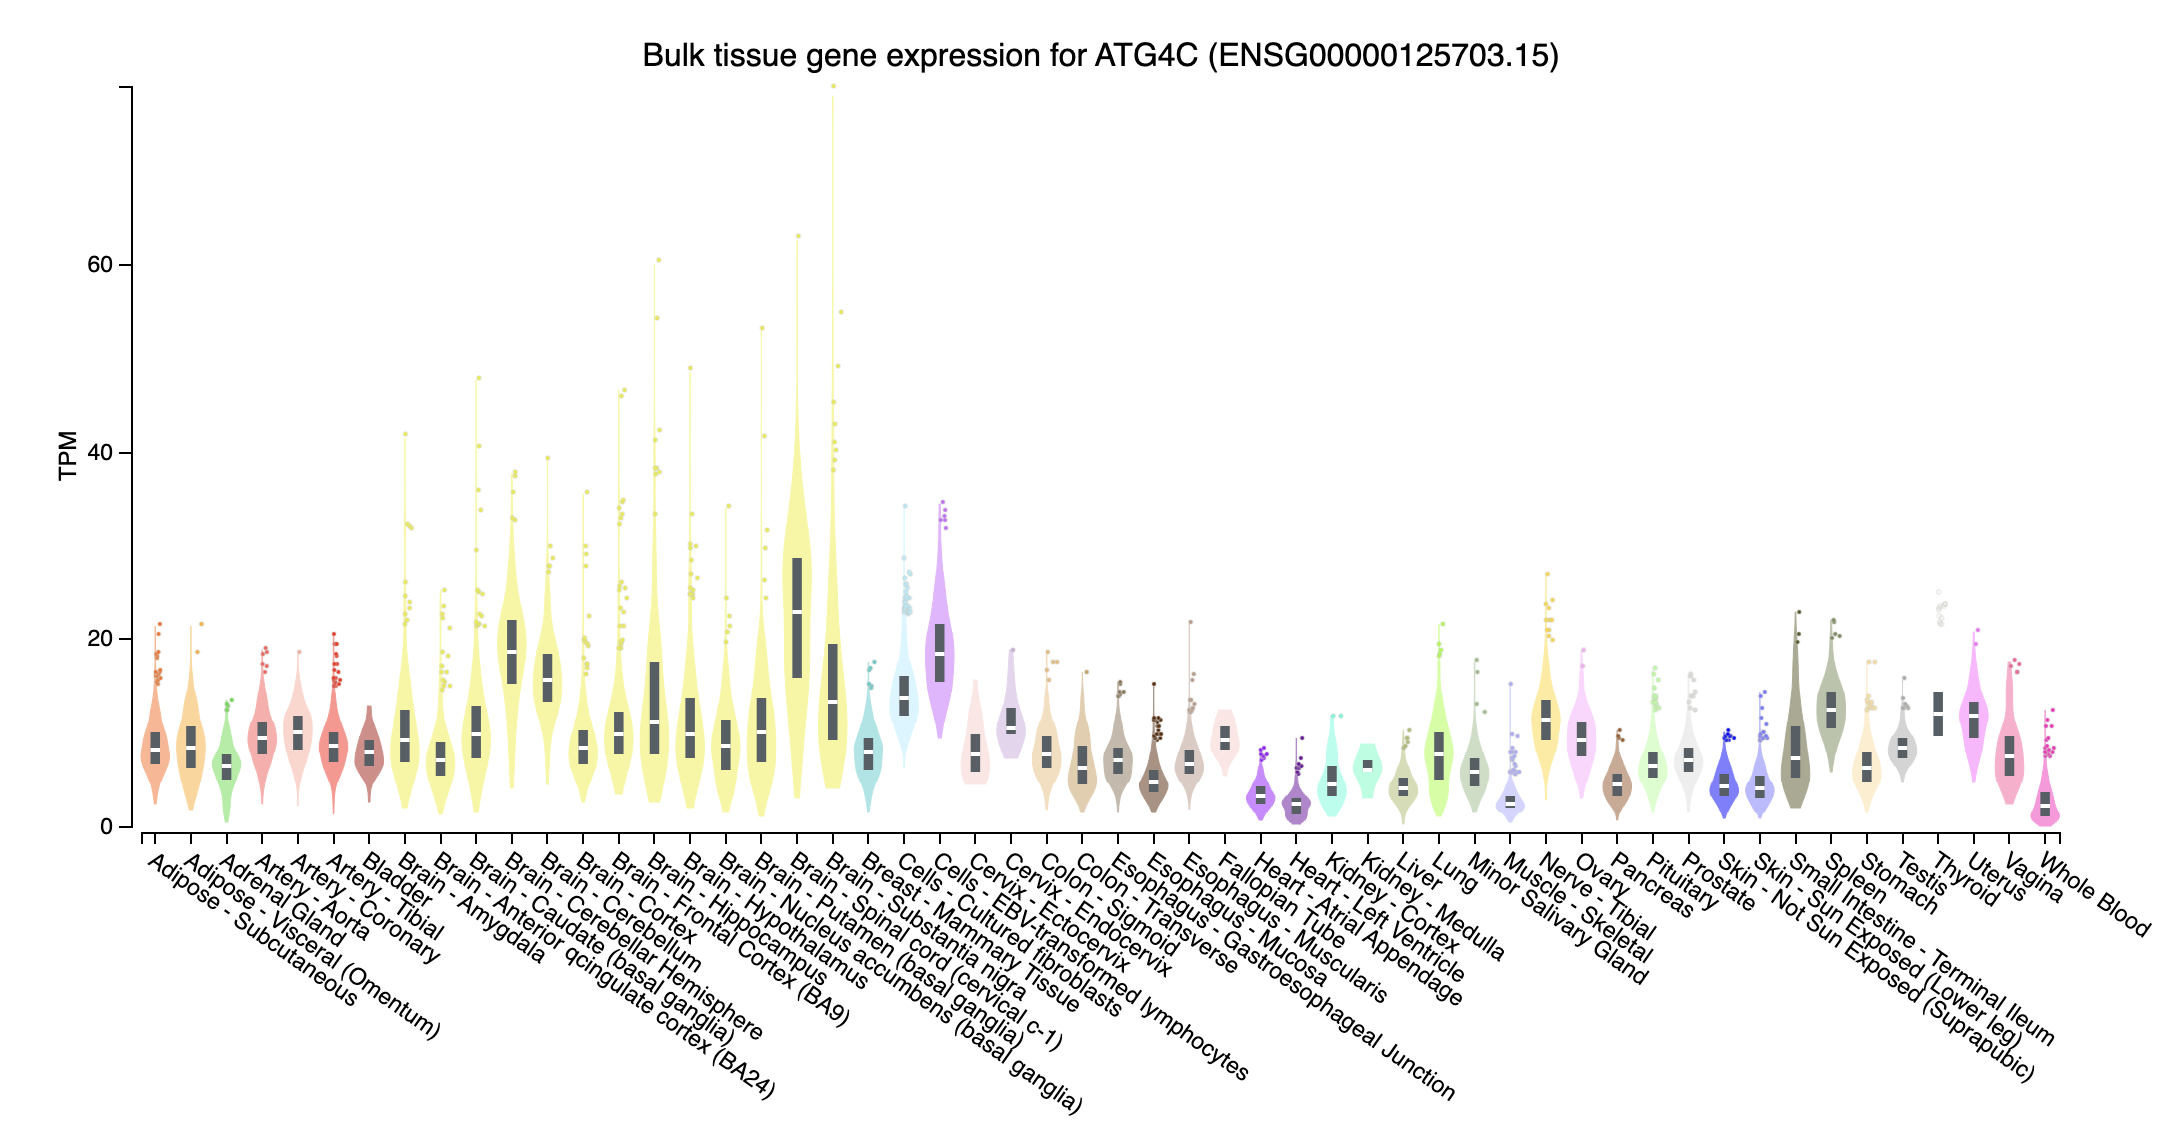 Bulk tissue gene expression for ATG4C (ENSG00000125703.15)
TPM
60
40
20
0
Adipose - Subcutaneous
Adipose - Visceral (Omentum)
Adrenal Gland
Artery - Aorta
Artery - Coronary
Artery - Tibial
Bladder
Brain - Amygdala
Brain - Anterior cingulate cortex (BA24)
Brain - Caudate (basal ganglia)
Brain - Cerebellar Hemisphere
Brain - Cerebellum
Brain - Cortex
Brain - Frontal Cortex (BA9)
Brain - Hippocampus
Brain - Hypothalamus
Brain - Nucleus accumbens (basal ganglia)
Brain - Putamen (basal ganglia)
Brain - Spinal cord (cervical c-1)
Brain - Substantia nigra
Breast - Mammary Tissue
Cells - Cultured fibroblasts
Cells - EBV-transformed lymphocytes
Cervix - Ectocervix
Cervix - Endocervix
Colon - Sigmoid
Colon - Transverse
Esophagus - Gastroesophageal Junction
Esophagus - Mucosa
Esophagus - Muscularis
Fallopian Tube
Heart - Atrial Appendage
Heart - Left Ventricle
Kidney - Cortex
Kidney - Medulla
Liver
Lung
Minor Salivary Gland
Muscle - Skeletal
Nerve - Tibial
Ovary
Pancreas
Pituitary
Prostate
Skin - Not Sun Exposed (Suprapubic)
Skin - Sun Exposed (Lower leg)
Small Intestine - Terminal Ileum
Spleen
Stomach
Testis
Thyroid
Uterus
Vagina
Whole Blood